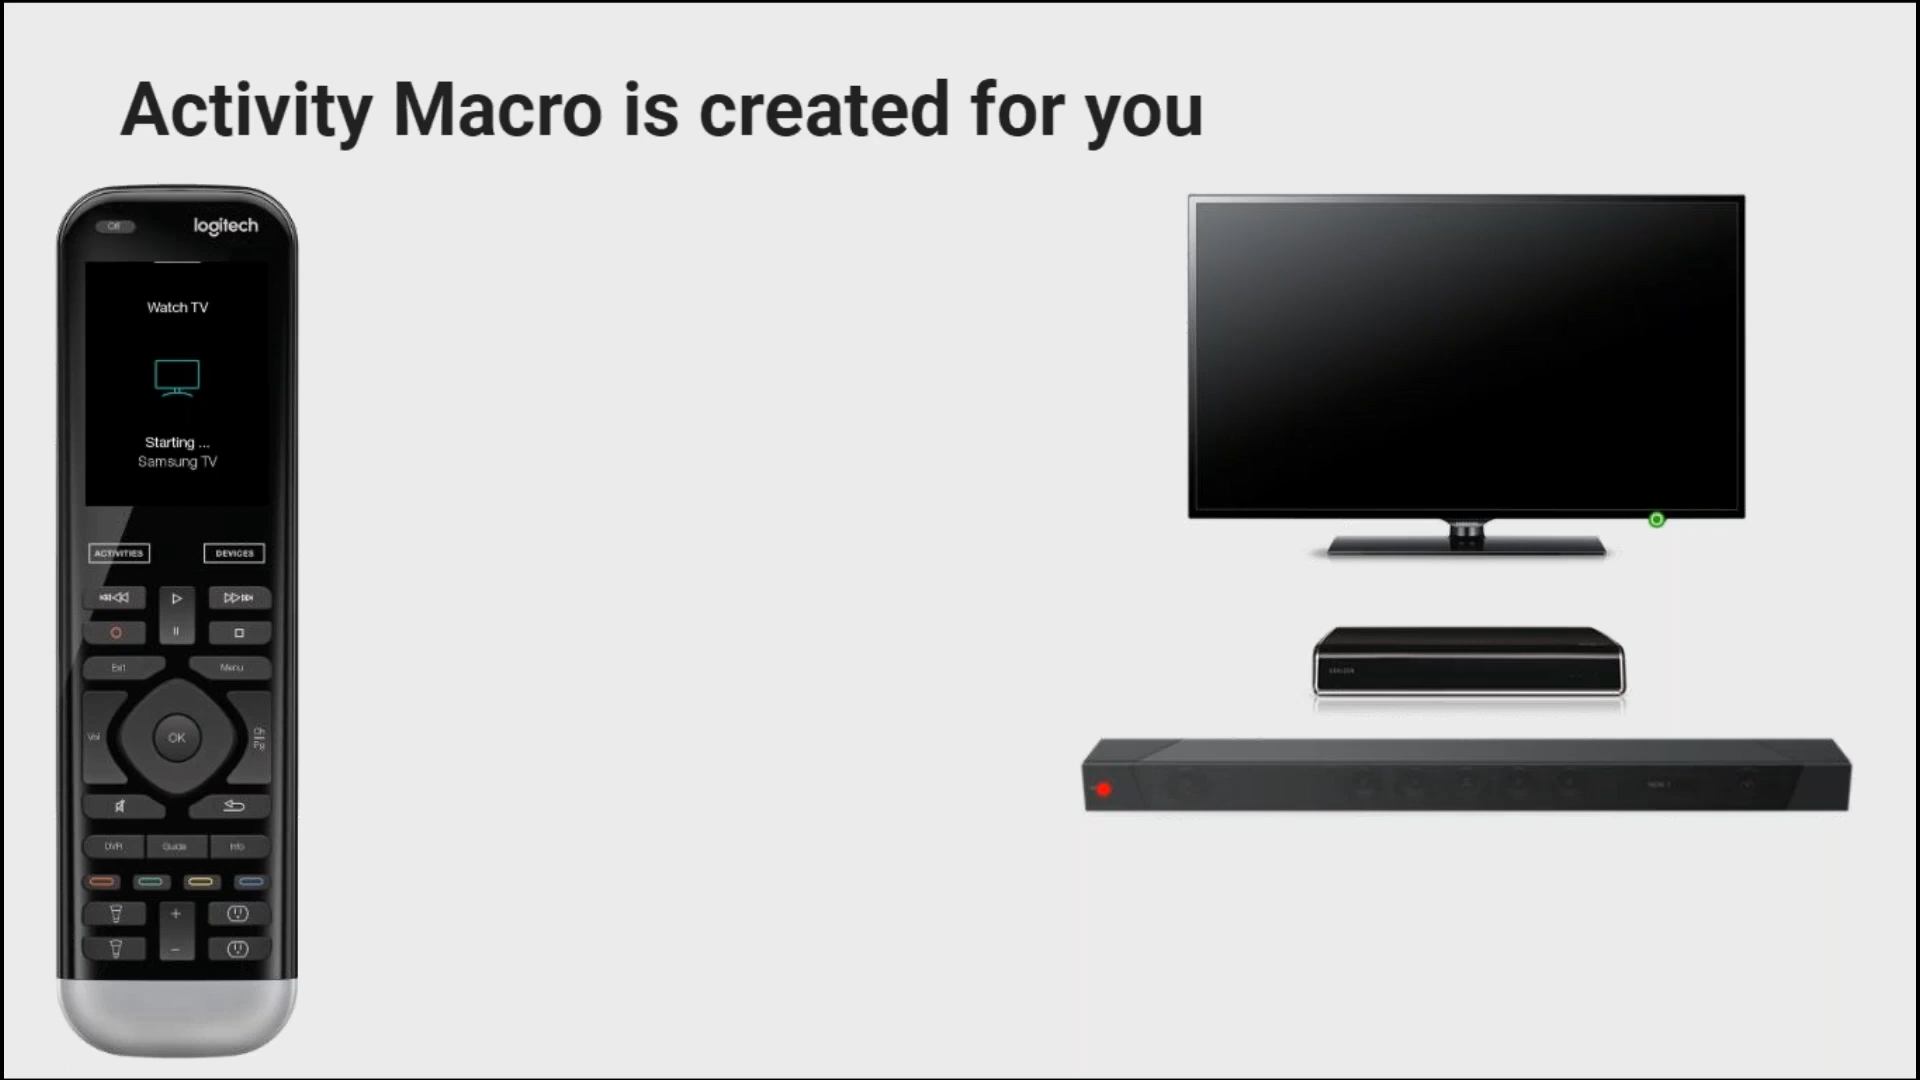 Activity Macro is created for you
Off
logitech
Watch TV
Starting ...
Samsung TV
ACTIVITIES
DEVICES
Exit
Menu
Vol
OK
Ch
Pg
DVR
Guide
Info
+
−